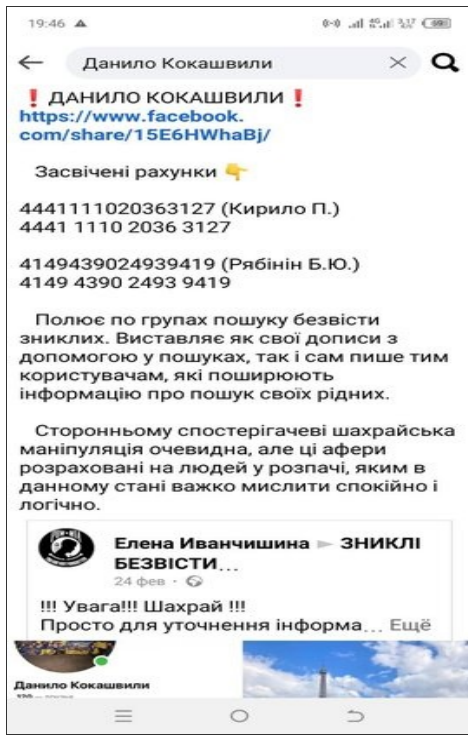 19:46
Данило Кокашвили
❗ ДАНИЛО КОКАШВИЛИ❗
https://www.facebook.
com/share/15E6HWhaBj/
Засвічені рахунки 👇
4441111020363127 (Кирило П.)
4441 1110 2036 3127
4149439024939419 (Рябінін Б.Ю.)
4149 4390 2493 9419
Полює по групах пошуку безвісти
зниклих. Виставляє як свої дописи з
допомогою у пошуках, так і сам пише тим
користувачам, які поширюють
інформацію про пошук своїх рідних.
Сторонньому спостерігачеві шахрайська
маніпуляція очевидна, але ці афери
розраховані на людей у розпачі, яким в
данному стані важко мислити спокійно і
логічно.
Елена Иванчишина ► ЗНИКЛІ
БЕЗВІСТИ...
24 фев ·
!!! Увага!!! Шахрай !!!
Просто для уточнення інформа... Ещё
Данило Кокашвили